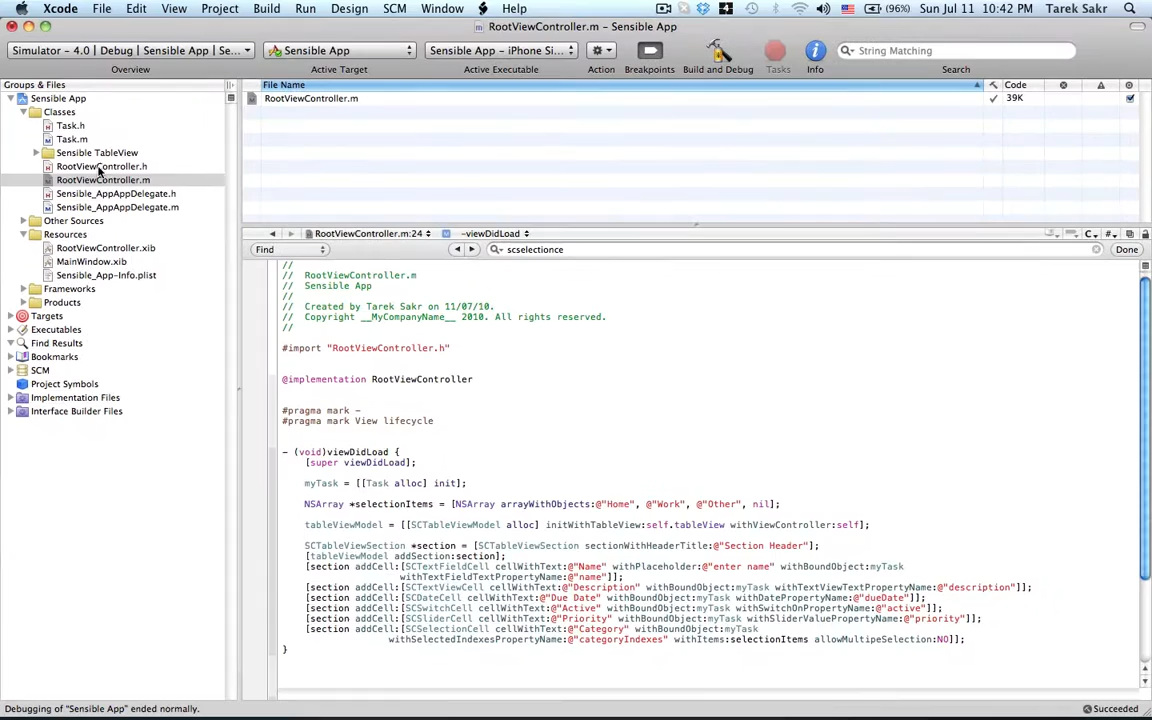 Xcode File Edit View Project Build Run Design SCM Window Help 4 (96%) Sun Jul 11 10:42 PM Tarek Sakr
RootViewController.m – Sensible App
Simulator – 4.0 | Debug | Sensible App | Se... Sensible App Sensible App – iPhone Si... String Matching
Overview Active Target Active Executable Action Breakpoints Build and Debug Tasks Info Search
Groups & Files
File Name Code
RootViewController.m 39K
Sensible App
Classes
Task.h
Task.m
Sensible TableView
RootViewController.h
RootViewController.m
Sensible_AppAppDelegate.h
Sensible_AppAppDelegate.m
Other Sources
Resources
RootViewController.xib
MainWindow.xib
Sensible_App-Info.plist
Frameworks
Products
Targets
Executables
Find Results
Bookmarks
SCM
Project Symbols
Implementation Files
Interface Builder Files
RootViewController.m:24 –viewDidLoad C #
Find scselectionce Done
//
// RootViewController.m
// Sensible App
//
// Created by Tarek Sakr on 11/07/10.
// Copyright __MyCompanyName__ 2010. All rights reserved.
//
#import "RootViewController.h"
@implementation RootViewController
#pragma mark –
#pragma mark View lifecycle
– (void)viewDidLoad {
[super viewDidLoad];
myTask = [[Task alloc] init];
NSArray *selectionItems = [NSArray arrayWithObjects:@"Home", @"Work", @"Other", nil];
tableViewModel = [[SCTableViewModel alloc] initWithTableView:self.tableView withViewController:self];
SCTableViewSection *section = [SCTableViewSection sectionWithHeaderTitle:@"Section Header"];
[tableViewModel addSection:section];
[section addCell:[SCTextFieldCell cellWithText:@"Name" withPlaceholder:@"enter name" withBoundObject:myTask
withTextFieldTextPropertyName:@"name"]];
[section addCell:[SCTextViewCell cellWithText:@"Description" withBoundObject:myTask withTextViewTextPropertyName:@"description"]];
[section addCell:[SCDateCell cellWithText:@"Due Date" withBoundObject:myTask withDatePropertyName:@"dueDate"]];
[section addCell:[SCSwitchCell cellWithText:@"Active" withBoundObject:myTask withSwitchOnPropertyName:@"active"]];
[section addCell:[SCSliderCell cellWithText:@"Priority" withBoundObject:myTask withSliderValuePropertyName:@"priority"]];
[section addCell:[SCSelectionCell cellWithText:@"Category" withBoundObject:myTask
withSelectedIndexesPropertyName:@"categoryIndexes" withItems:selectionItems allowMultipeSelection:NO]];
}
Debugging of "Sensible App" ended normally. Succeeded